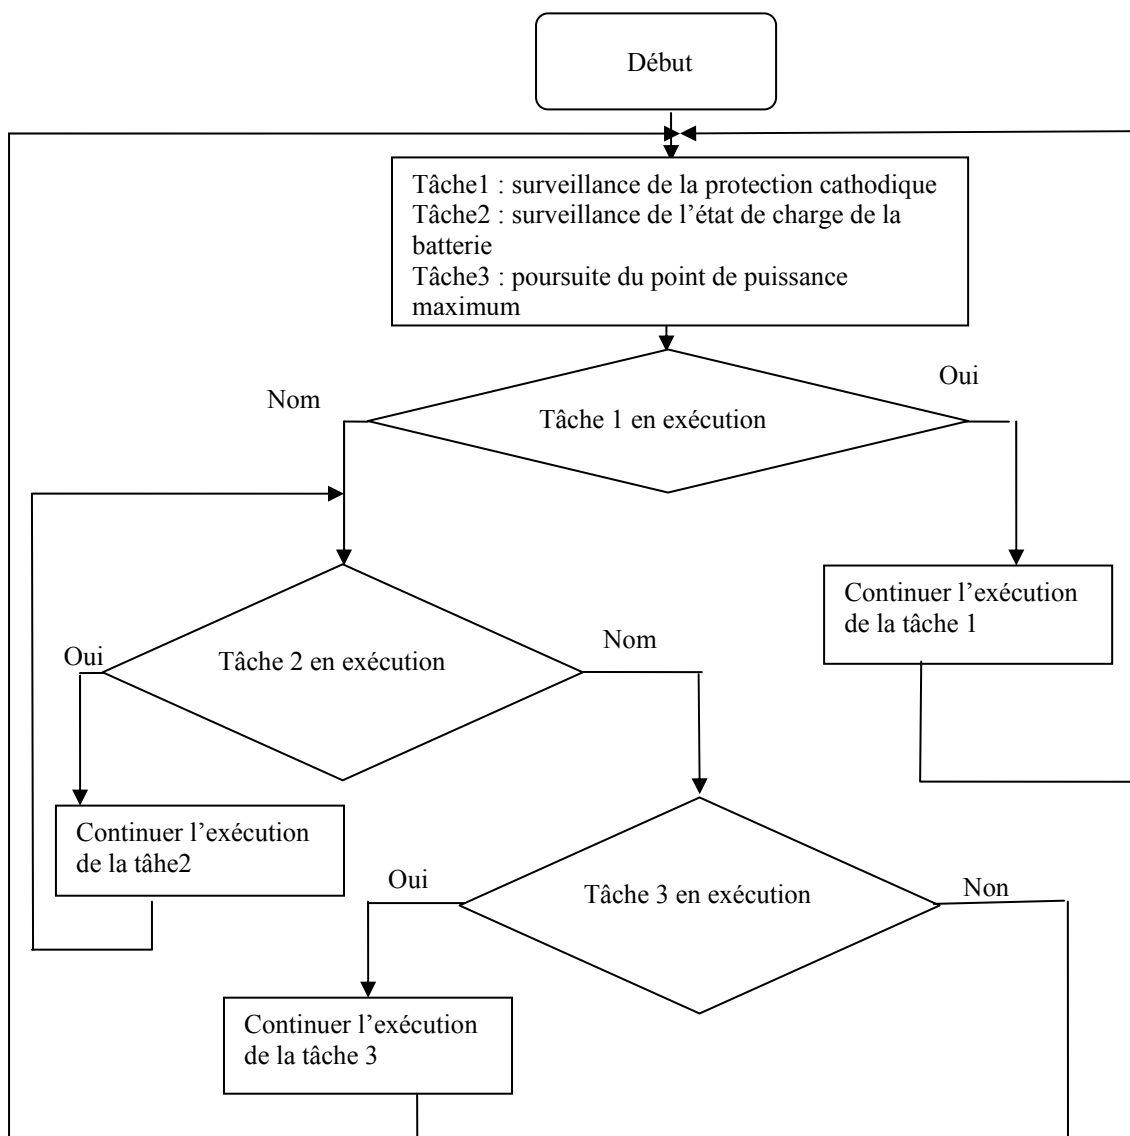 Début
Tâche1 : surveillance de la protection cathodique
Tâche2 : surveillance de l’état de charge de la
batterie
Tâche3 : poursuite du point de puissance
maximum
Nom
Oui
Tâche 1 en exécution
Continuer l’exécution
de la tâche 1
Oui
Tâche 2 en exécution
Nom
Continuer l’exécution
de la tâhe2
Oui
Tâche 3 en exécution
Non
Continuer l’exécution
de la tâche 3